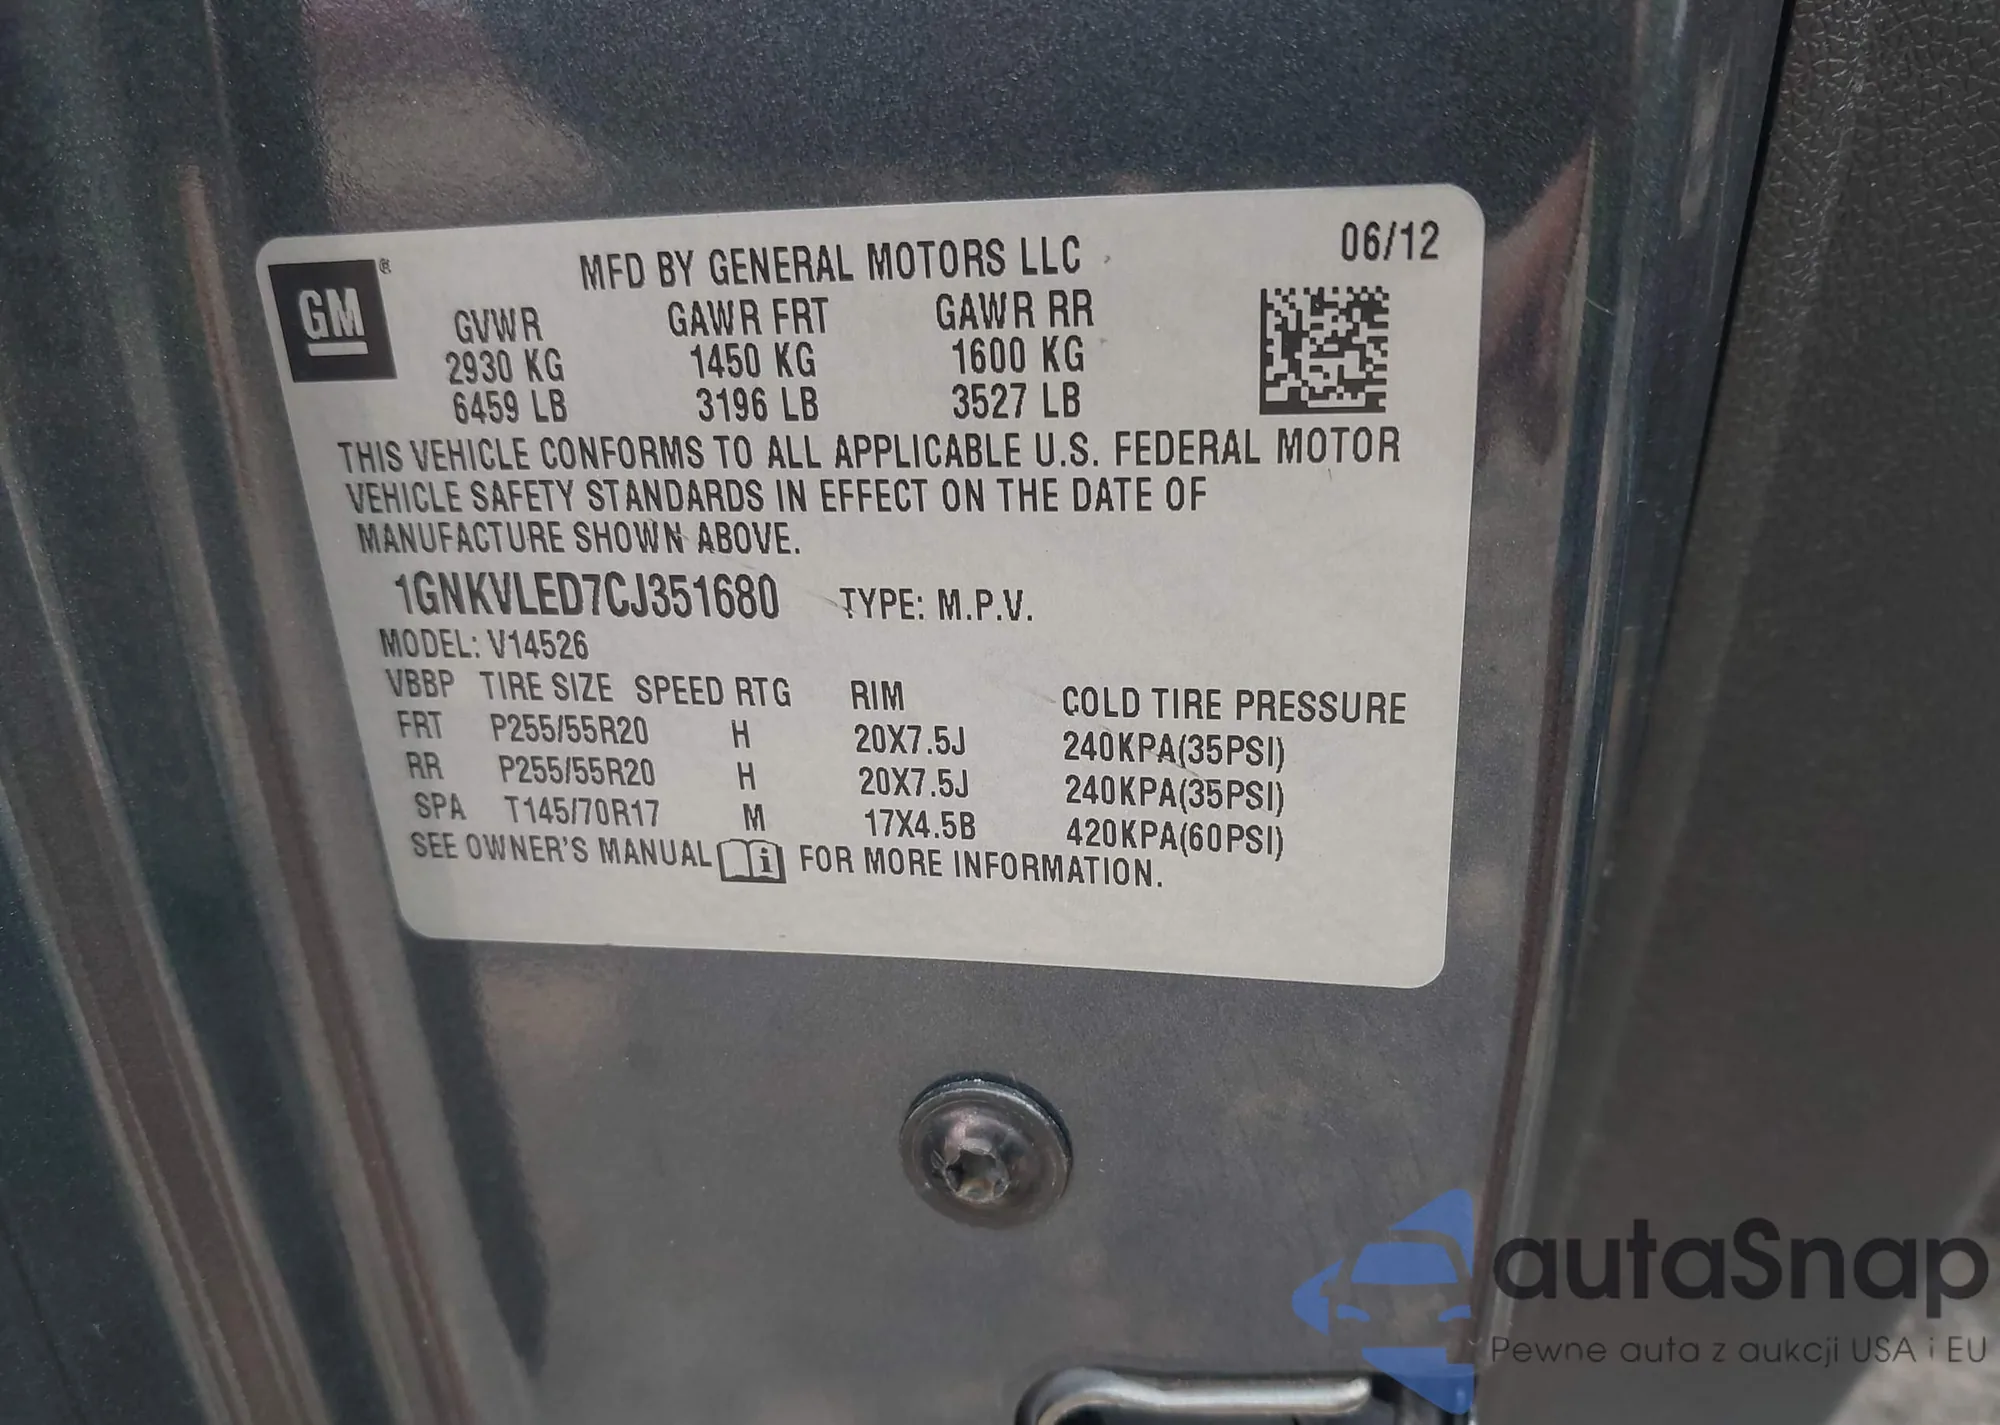 GM ®
MFD BY GENERAL MOTORS LLC 06/12
GVWR GAWR FRT GAWR RR
2930 KG 1450 KG 1600 KG
6459 LB 3196 LB 3527 LB
THIS VEHICLE CONFORMS TO ALL APPLICABLE U.S. FEDERAL MOTOR
VEHICLE SAFETY STANDARDS IN EFFECT ON THE DATE OF
MANUFACTURE SHOWN ABOVE.
1GNKVLED7CJ351680 TYPE: M.P.V.
MODEL: V14526
VBBP TIRE SIZE SPEED RTG RIM COLD TIRE PRESSURE
FRT P255/55R20 H 20X7.5J 240KPA(35PSI)
RR P255/55R20 H 20X7.5J 240KPA(35PSI)
SPA T145/70R17 M 17X4.5B 420KPA(60PSI)
SEE OWNER'S MANUAL i FOR MORE INFORMATION.
autaSnap
Pewne auta z aukcji USA i EU